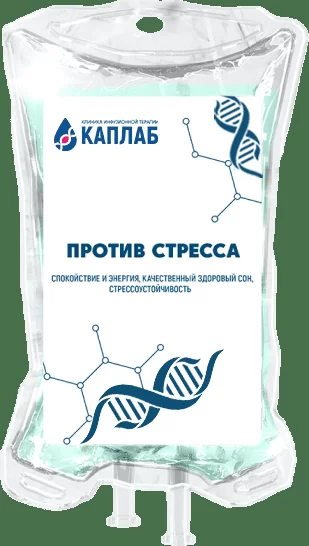 КЛИНИКА ИНФУЗИОННОЙ ТЕРАПИИ
КАПЛАБ
ПРОТИВ СТРЕССА
СПОКОЙСТВИЕ И ЭНЕРГИЯ, КАЧЕСТВЕННЫЙ ЗДОРОВЫЙ СОН,
СТРЕССОУСТОЙЧИВОСТЬ